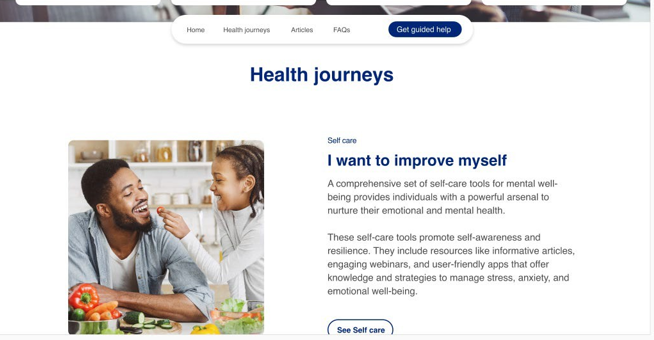 Home Health journeys Articles FAQs Get guided help
Health journeys
Self care
I want to improve myself
A comprehensive set of self-care tools for mental well-
being provides individuals with a powerful arsenal to
nurture their emotional and mental health.
These self-care tools promote self-awareness and
resilience. They include resources like informative articles,
engaging webinars, and user-friendly apps that offer
knowledge and strategies to manage stress, anxiety, and
emotional well-being.
See Self care